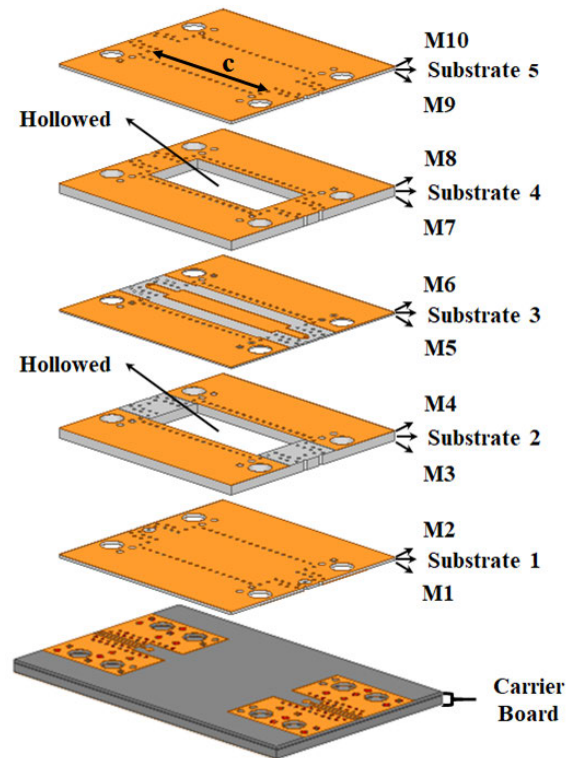 M10
Substrate 5
M9
c
Hollowed
M8
Substrate 4
M7
M6
Substrate 3
M5
Hollowed
M4
Substrate 2
M3
M2
Substrate 1
M1
Carrier
Board